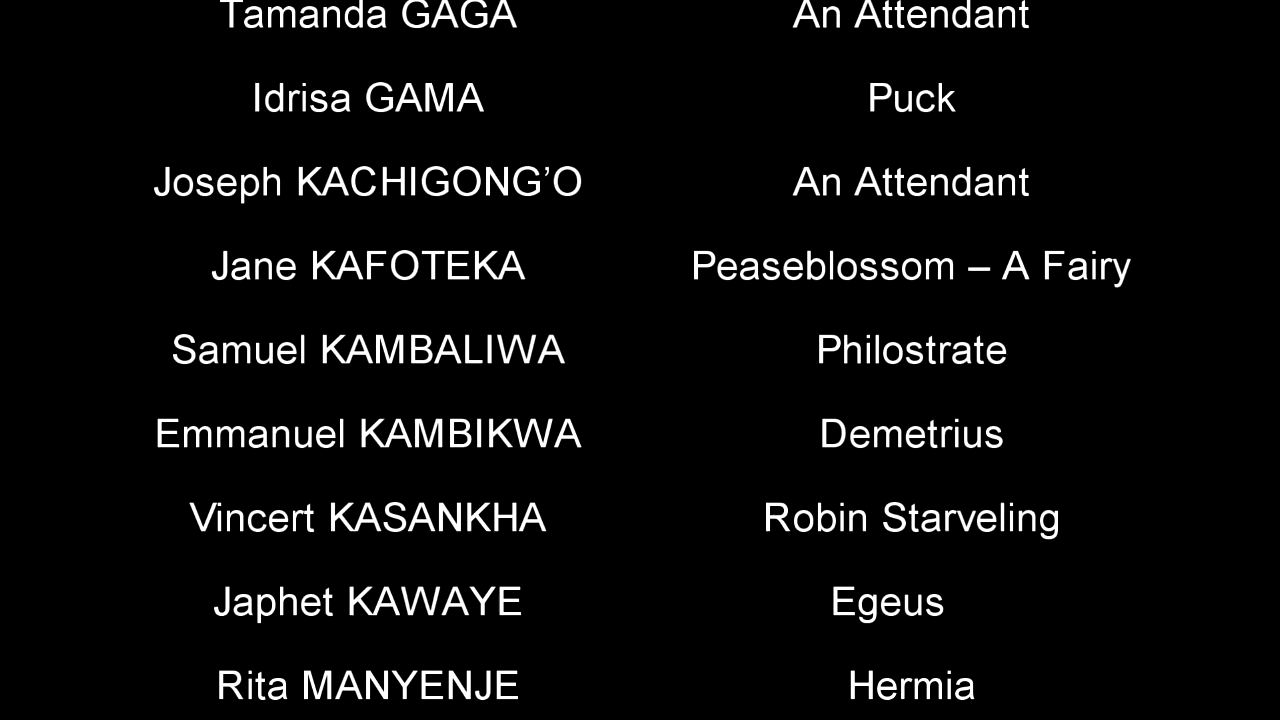 Tamanda GAGA An Attendant
Idrisa GAMA Puck
Joseph KACHIGONG’O An Attendant
Jane KAFOTEKA Peaseblossom – A Fairy
Samuel KAMBALIWA Philostrate
Emmanuel KAMBIKWA Demetrius
Vincert KASANKHA Robin Starveling
Japhet KAWAYE Egeus
Rita MANYENJE Hermia